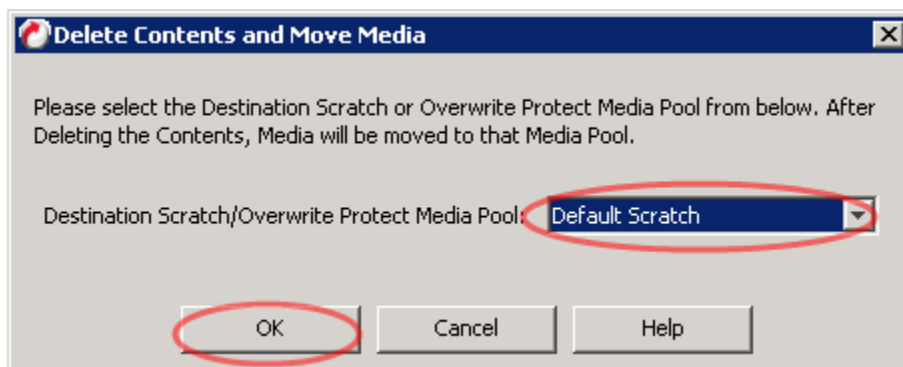 Delete Contents and Move Media
Please select the Destination Scratch or Overwrite Protect Media Pool from below. After
Deleting the Contents, Media will be moved to that Media Pool.
Destination Scratch/Overwrite Protect Media Pool: Default Scratch
OK Cancel Help